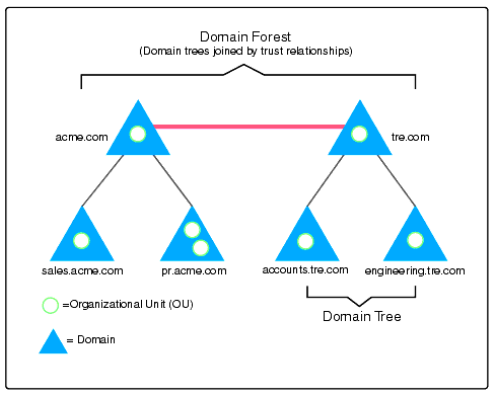 Domain Forest
(Domain trees joined by trust relationships)
acme.com
tre.com
sales.acme.com
pr.acme.com
accounts.tre.com
engineering.tre.com
=Organizational Unit (OU)
Domain Tree
= Domain